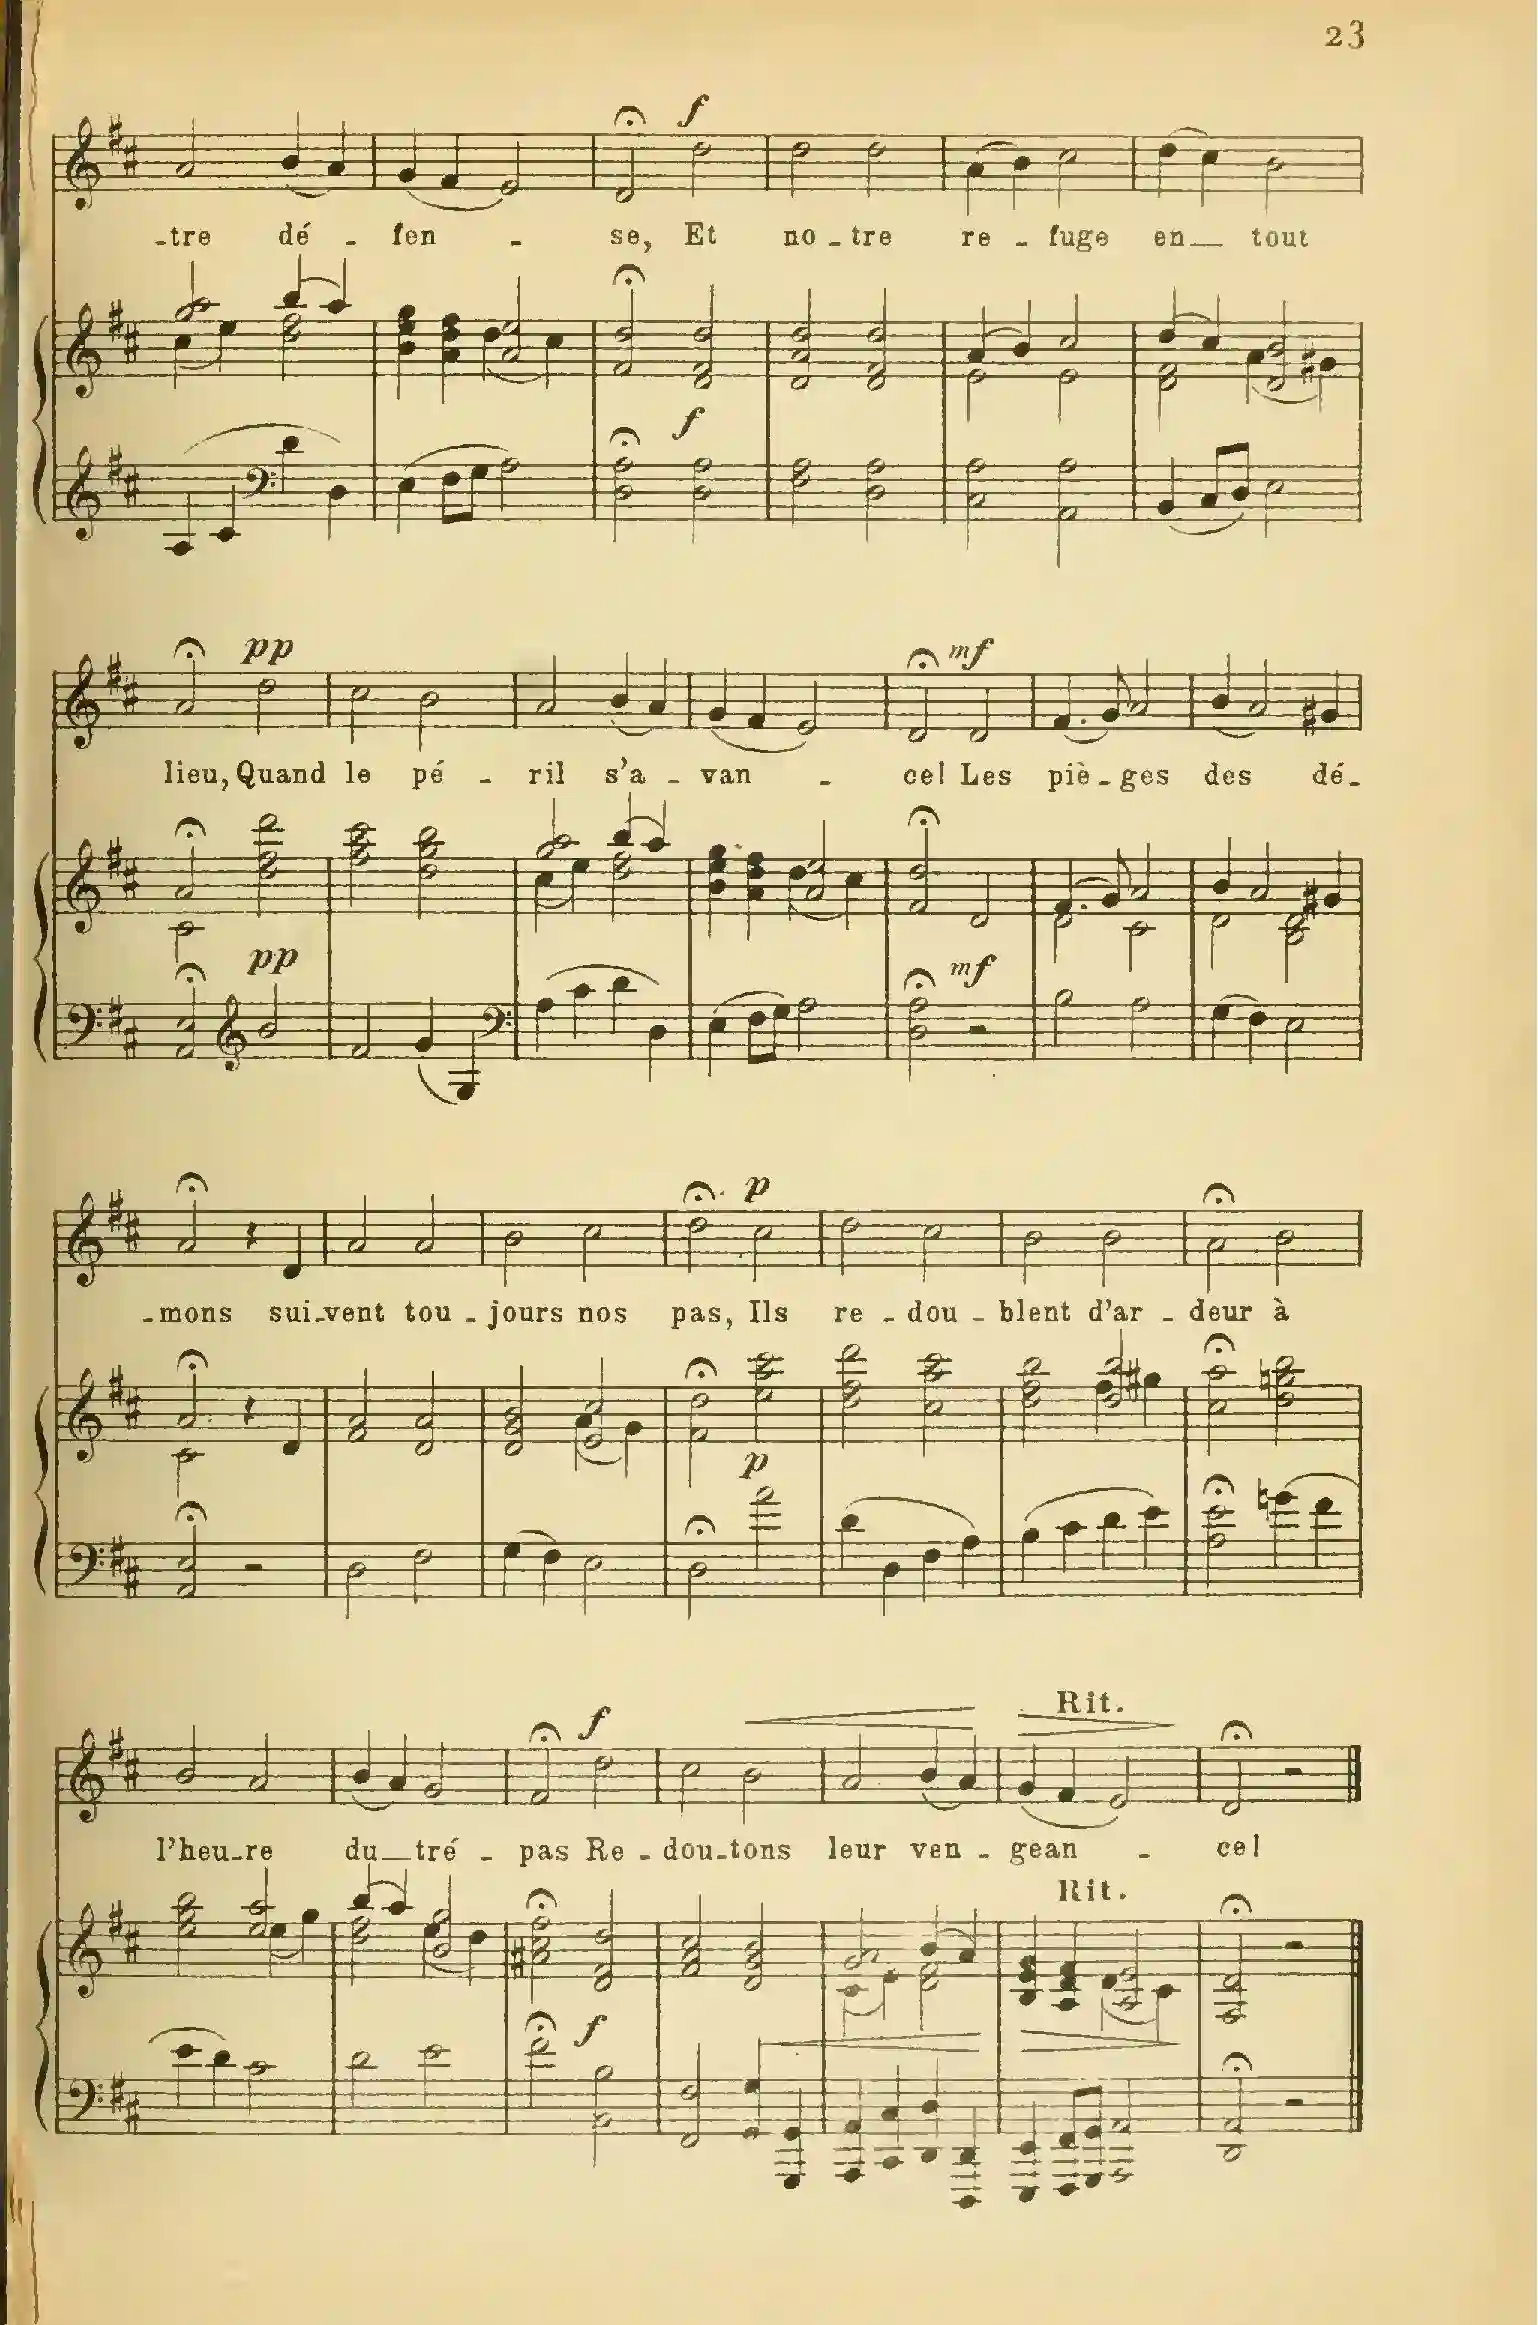 23
f
-tre dé - fen - se, Et no - tre re - fuge en— tout
f
pp
lieu, Quand le pé - ril s'a - van - ce! Les piè - ges des dé -
pp
mf
mf
p
-mons sui - vent tou - jours nos pas, Ils re - dou - blent d'ar - deur à
p
Rit.
f
l'heu - re du— tré - pas Re - dou - tons leur ven - gean - ce!
Rit.
f